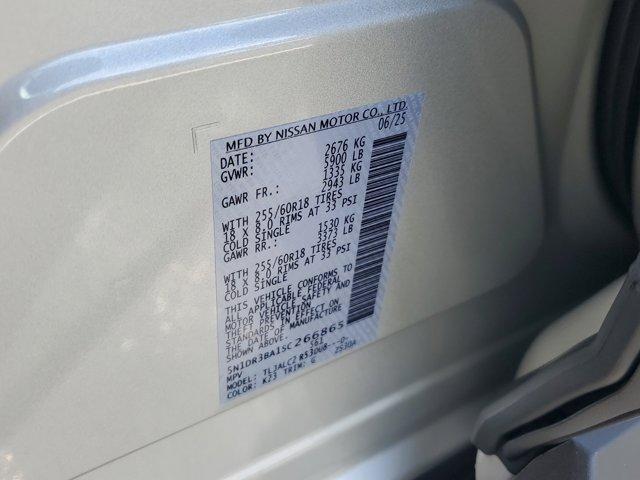 MFD BY NISSAN MOTOR CO., LTD.
DATE: 06/25
GVWR: 2676 KG
5900 LB
GAWR FR.: 1335 KG
2943 LB
WITH 255/60R18 TIRES
18 X 8.0 RIMS AT 33 PSI
COLD SINGLE
GAWR RR.: 1530 KG
3373 LB
WITH 255/60R18 TIRES
18 X 8.0 RIMS AT 33 PSI
COLD SINGLE
THIS VEHICLE CONFORMS TO
ALL APPLICABLE FEDERAL
MOTOR VEHICLE SAFETY AND
THEFT PREVENTION
STANDARDS IN EFFECT ON
THE DATE OF MANUFACTURE
SHOWN ABOVE.
5N1DR3BA1SC266865
MPV
MODEL:
COLOR: K23 TRIM: G